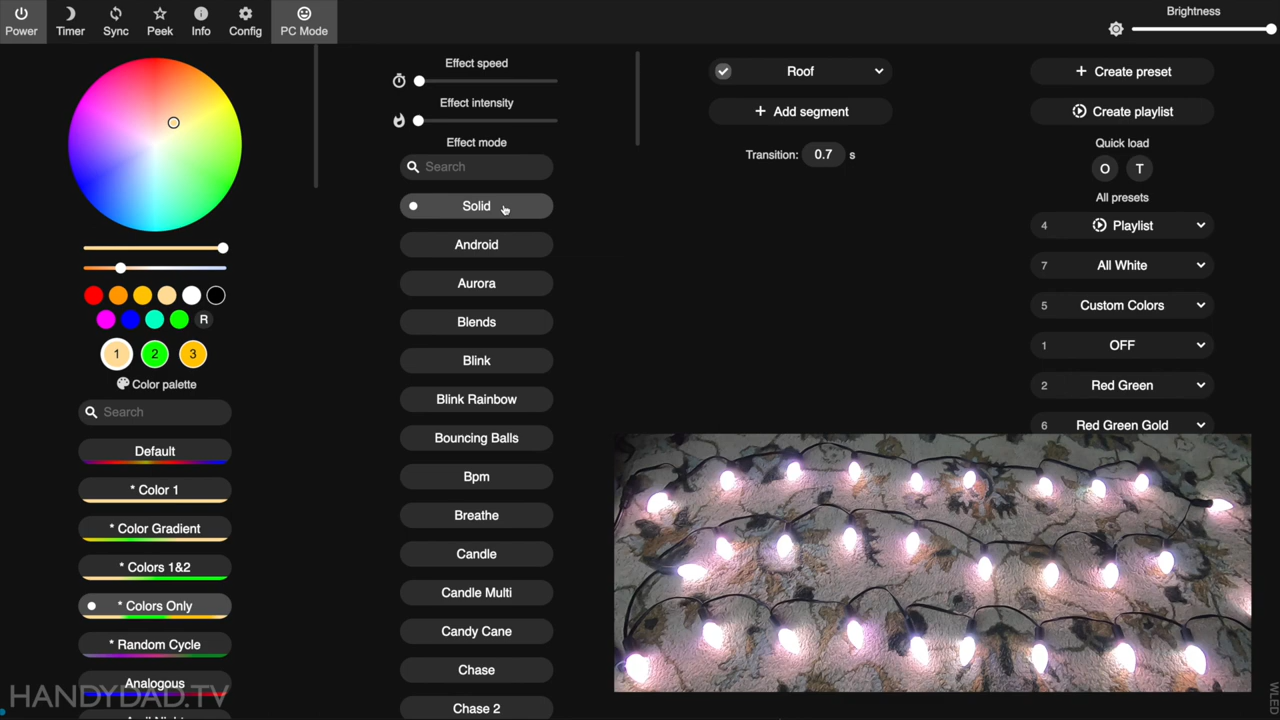 Power
Timer
Sync
Peek
Info
Config
PC Mode
Brightness
R
1
2
3
Color palette
Search
Default
* Color 1
* Color Gradient
* Colors 1&2
* Colors Only
* Random Cycle
Analogous
HANDYDAD.TV
Effect speed
Effect intensity
Effect mode
Search
Solid
Android
Aurora
Blends
Blink
Blink Rainbow
Bouncing Balls
Bpm
Breathe
Candle
Candle Multi
Candy Cane
Chase
Chase 2
Roof
+ Add segment
Transition: 0.7 s
+ Create preset
Create playlist
Quick load
O T
All presets
4 Playlist
7 All White
5 Custom Colors
1 OFF
2 Red Green
6 Red Green Gold
WLED